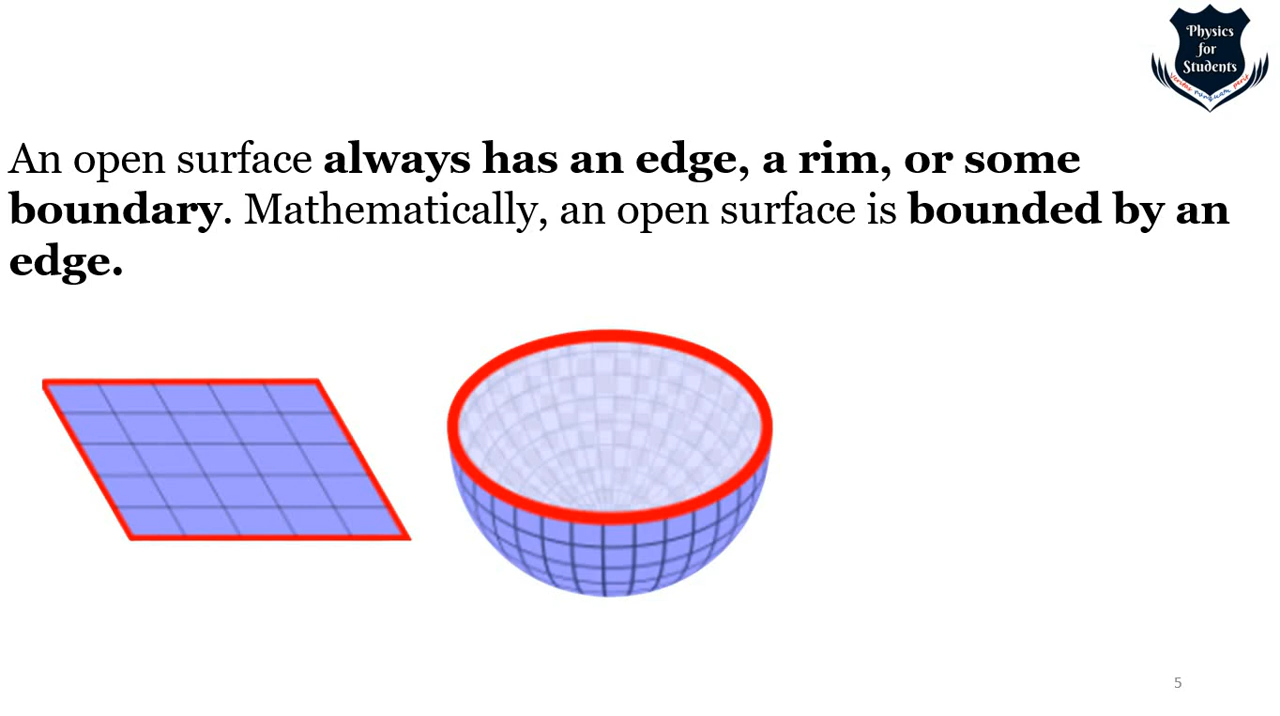 Physics
for
Students
An open surface always has an edge, a rim, or some
boundary. Mathematically, an open surface is bounded by an
edge.
5